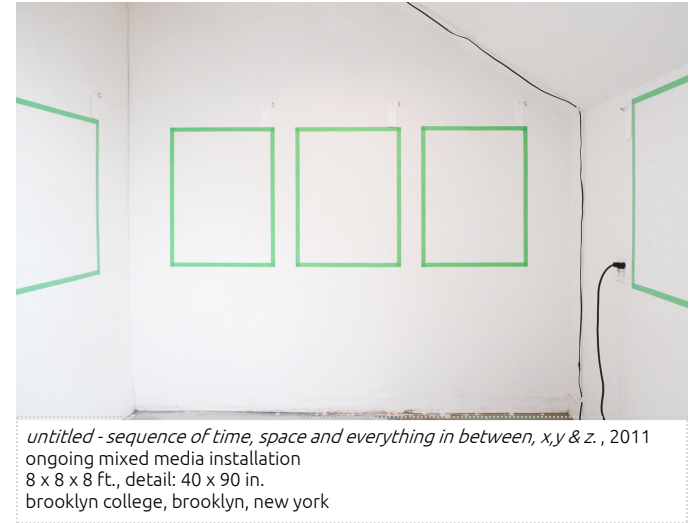 untitled - sequence of time, space and everything in between, x,y & z. , 2011
ongoing mixed media installation
8 x 8 x 8 ft., detail: 40 x 90 in.
brooklyn college, brooklyn, new york